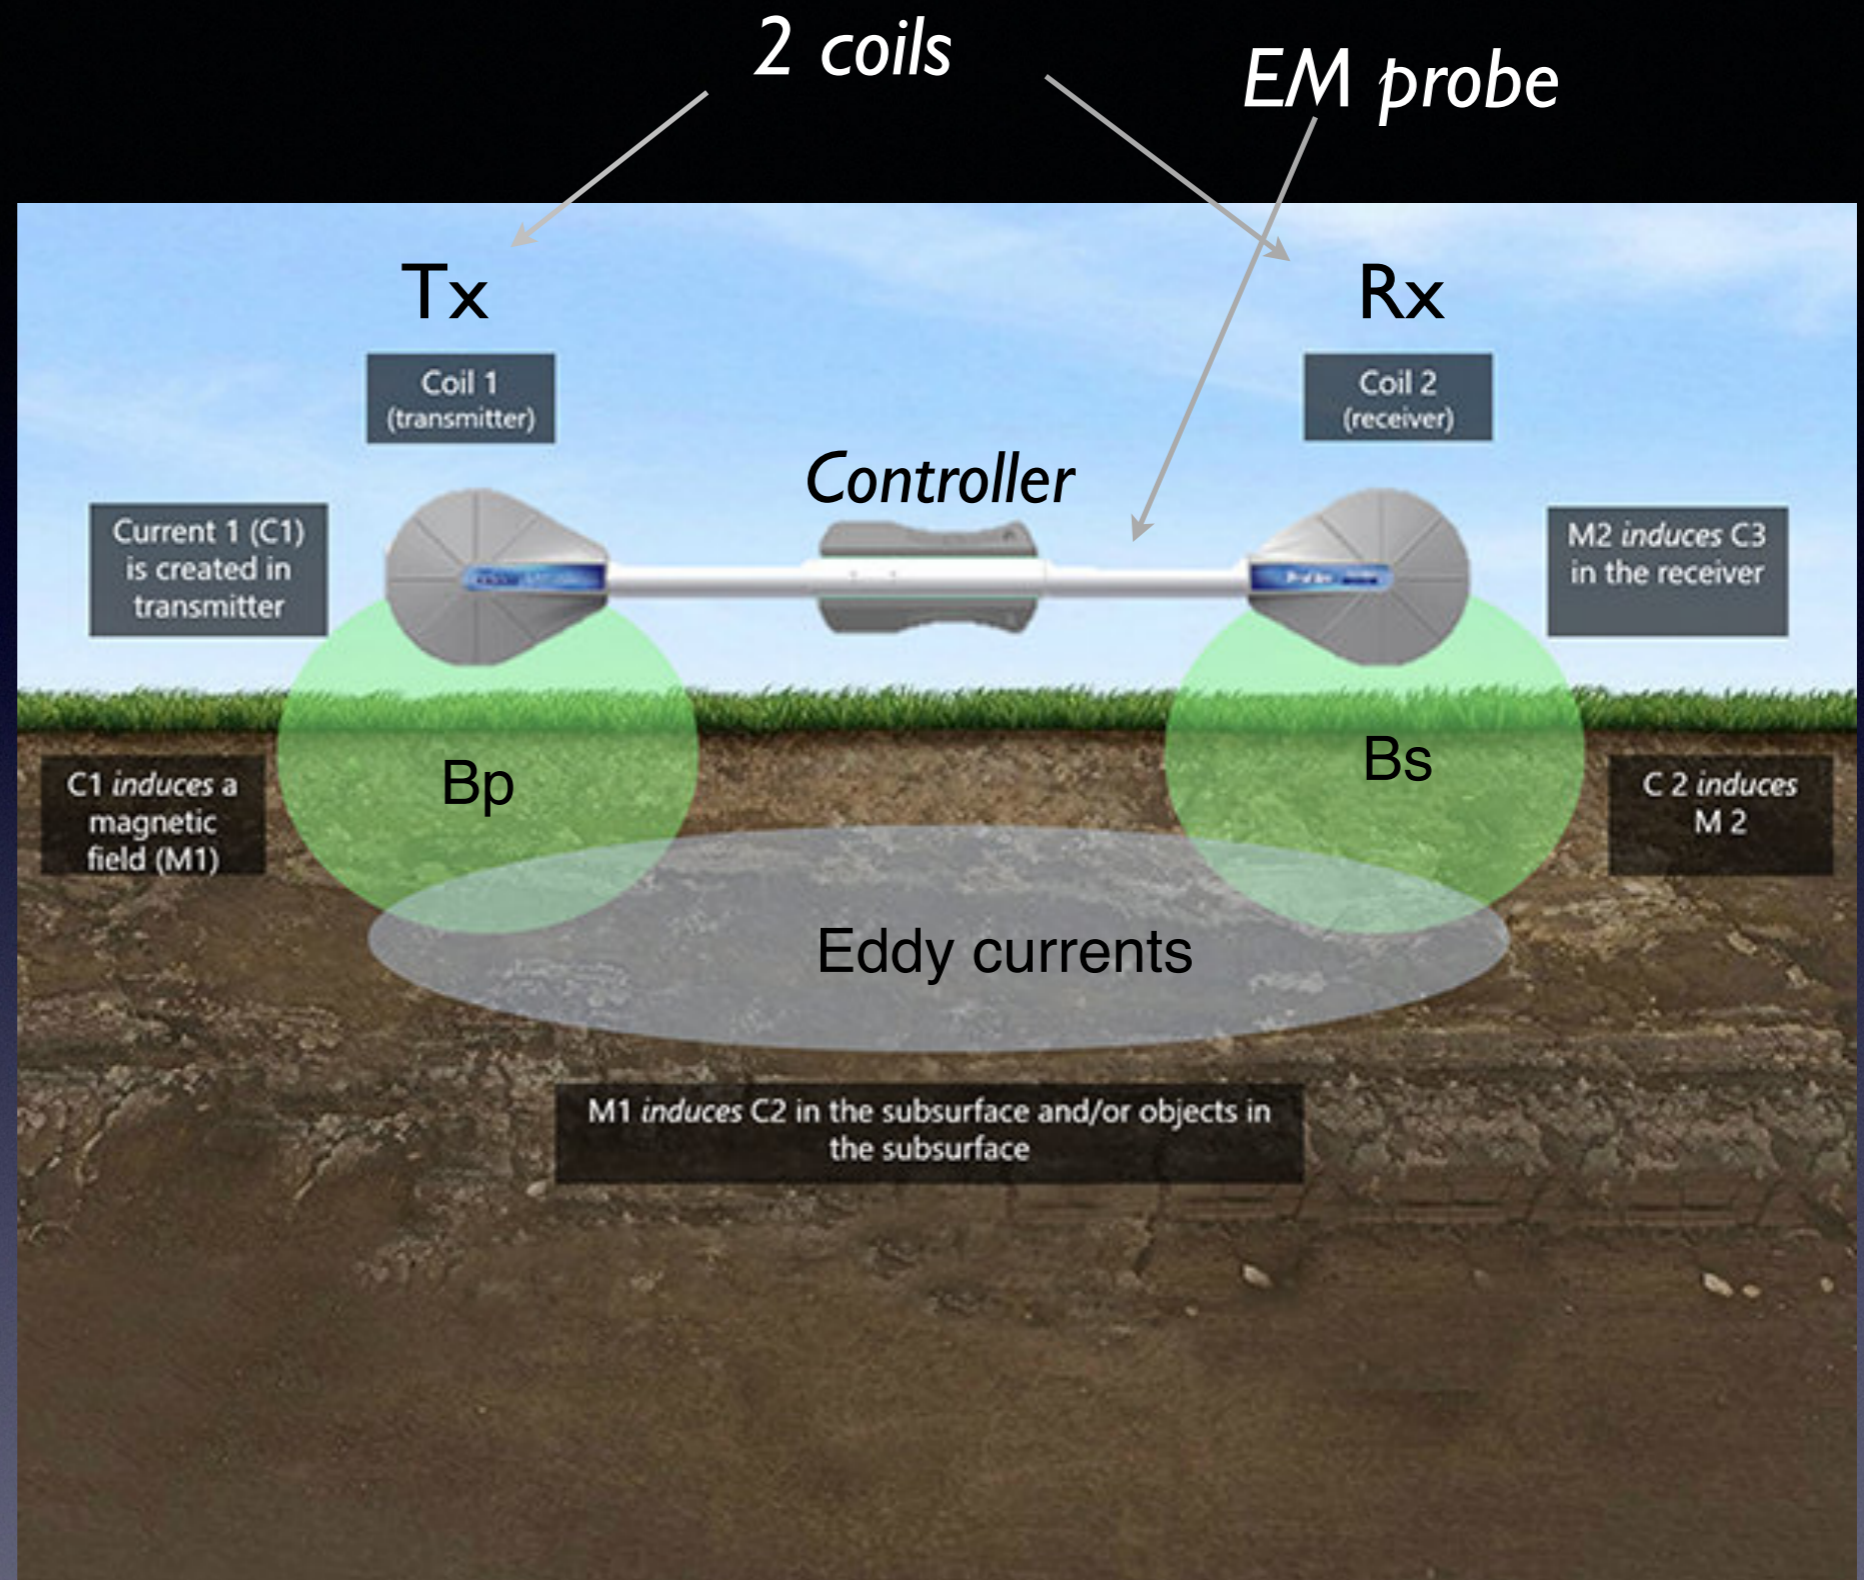 2 coils
EM probe
Tx
Rx
Coil 1
(transmitter)
Coil 2
(receiver)
Controller
Current 1 (C1)
is created in
transmitter
M2 induces C3
in the receiver
Bp
Bs
C1 induces a
magnetic
field (M1)
C 2 induces
M 2
Eddy currents
M1 induces C2 in the subsurface and/or objects in
the subsurface